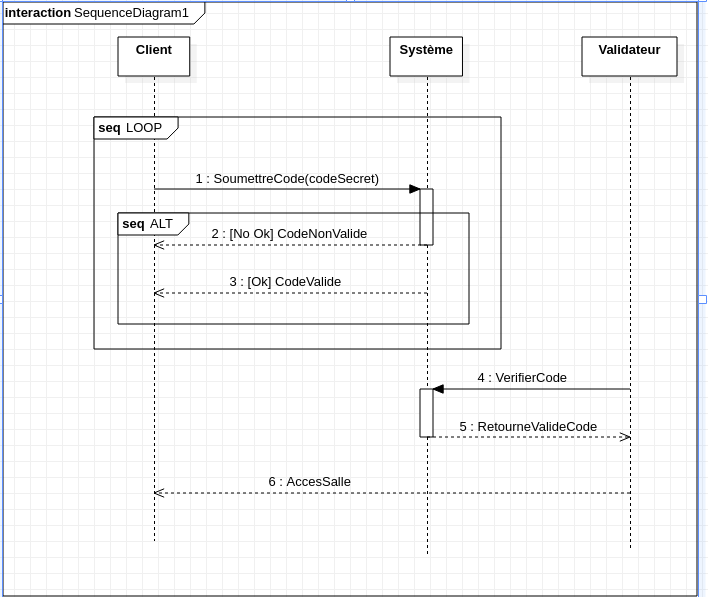 interaction SequenceDiagram1
Client
Système
Validateur
seq LOOP
1 : SoumettreCode(codeSecret)
seq ALT
2 : [No Ok] CodeNonValide
3 : [Ok] CodeValide
4 : VerifierCode
5 : RetourneValideCode
6 : AccesSalle